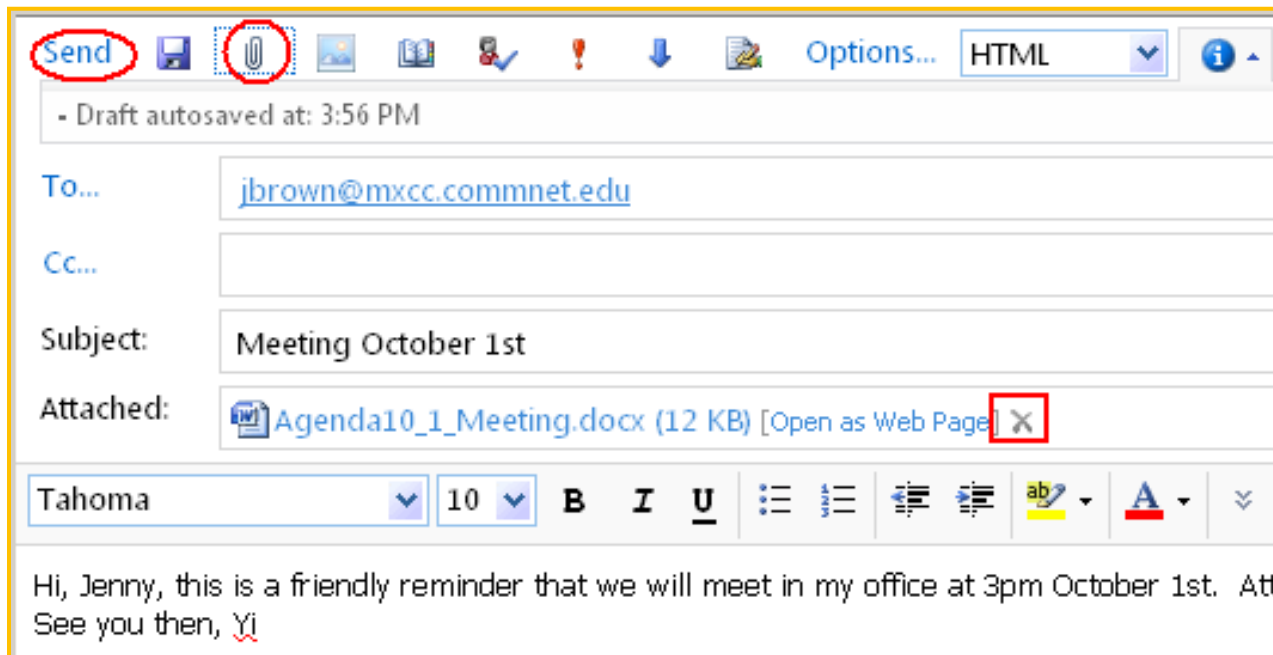 Send Options... HTML
- Draft autosaved at: 3:56 PM
To... jbrown@mxcc.commnet.edu
Cc...
Subject: Meeting October 1st
Attached: Agenda10_1_Meeting.docx (12 KB) [Open as Web Page]
Tahoma 10 B I U ab A
Hi, Jenny, this is a friendly reminder that we will meet in my office at 3pm October 1st. Att
See you then, Yi